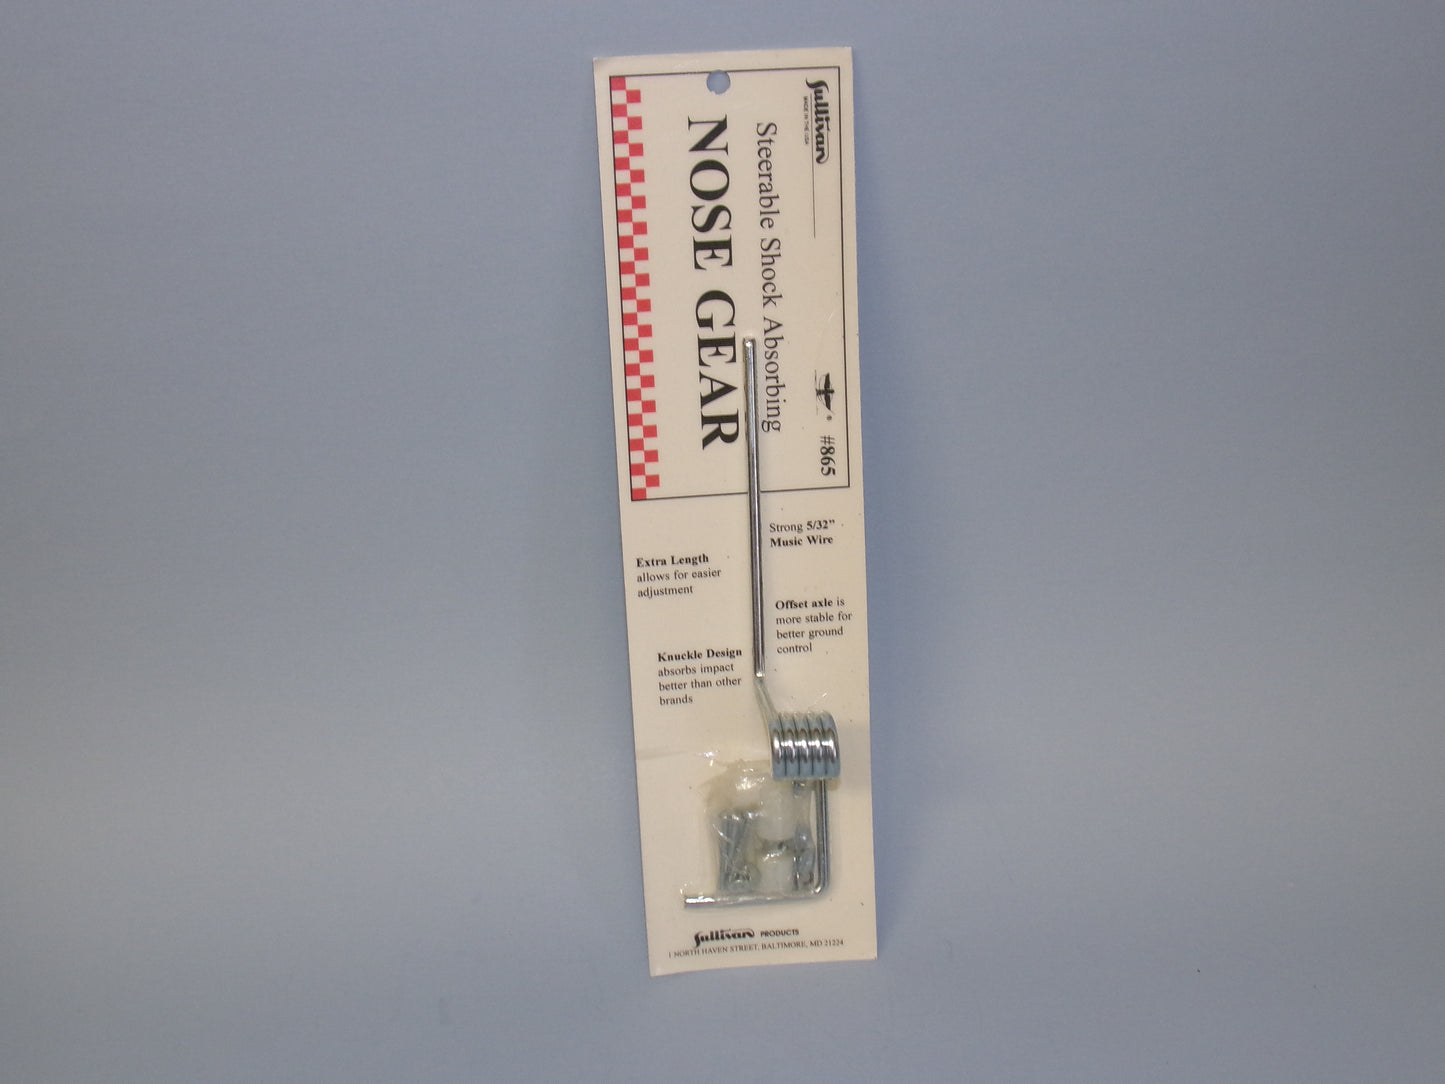 Sullivan
MADE IN THE USA
#865
Steerable Shock Absorbing
NOSE GEAR
Strong 5/32”
Music Wire
Extra Length
allows for easier
adjustment
Offset axle is
more stable for
better ground
control
Knuckle Design
absorbs impact
better than other
brands
Sullivan PRODUCTS
1 NORTH HAVEN STREET, BALTIMORE, MD 21224